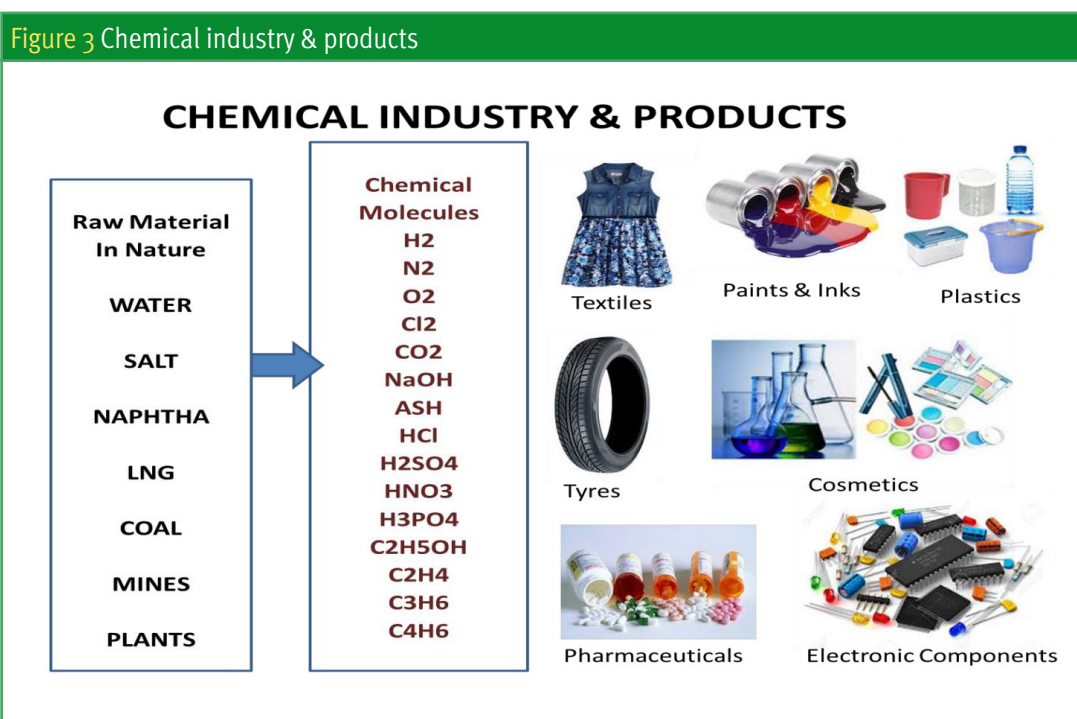 Figure 3 Chemical industry & products
CHEMICAL INDUSTRY & PRODUCTS
Raw Material
In Nature
WATER
SALT
NAPHTHA
LNG
COAL
MINES
PLANTS
Chemical
Molecules
H2
N2
O2
Cl2
CO2
NaOH
ASH
HCl
H2SO4
HNO3
H3PO4
C2H5OH
C2H4
C3H6
C4H6
Textiles
Paints & Inks
Plastics
Tyres
Cosmetics
Pharmaceuticals
Electronic Components